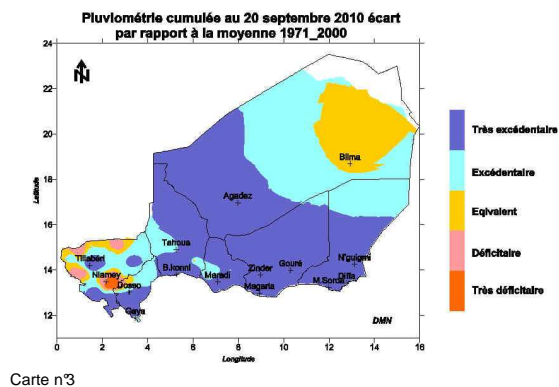 Pluviométrie cumulée au 20 septembre 2010 écart
par rapport à la moyenne 1971_2000
24
22
20
18
16
14
12
Latitude
N
Bilma
Agadez
Tahoua
Tillabéri
Niamey
Dosso
Gaya
B.konni
Maradi
Zinder
Magaria
Gouré
N'guigmi
Diffa
M.Soroa
DMN
0 2 4 6 8 10 12 14 16
Longitude
Très excédentaire
Excédentaire
Eqivalent
Déficitaire
Très déficitaire
Carte n°3